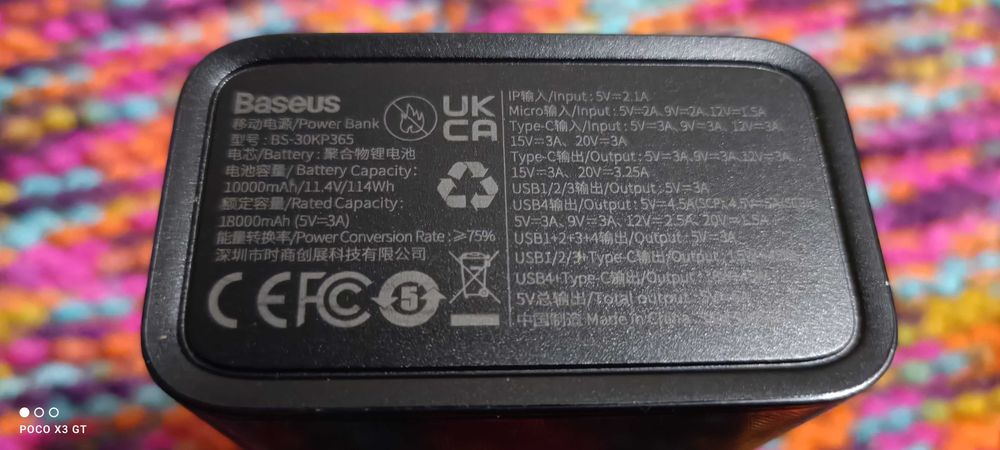 Baseus
移动电源/Power Bank
型号: BS-30KP365
电芯/Battery: 聚合物锂电池
电池容量/ Battery Capacity:
10000mAh/11.4V/114Wh
额定容量/Rated Capacity:
18000mAh (5V⎓3A)
能量转换率/Power Conversion Rate: ≥75%
深圳市时商创展科技有限公司
UK
CA
CE FC 5
IP输入/Input: 5V⎓2.1A
Micro输入/Input: 5V⎓2A, 9V⎓2A, 12V⎓1.5A
Type-C输入/Input: 5V⎓3A, 9V⎓3A, 12V⎓3A,
15V⎓3A、20V⎓3A
Type-C输出/Output: 5V⎓3A, 9V⎓3A, 12V⎓3A,
15V⎓3A、20V⎓3.25A
USB1/2/3输出/Output: 5V⎓3A
USB4输出/Output: 5V⎓4.5A(SCP)
5V⎓3A、9V⎓3A、12V⎓2.5A、20V⎓1.5A
USB1+2+3+4输出/Output: 5V⎓3A
USB1/2/3+Type-C输出/Output:
USB4+Type-C输出/Output:
5V总输出/Total output:
中国制造 Made in China
POCO X3 GT